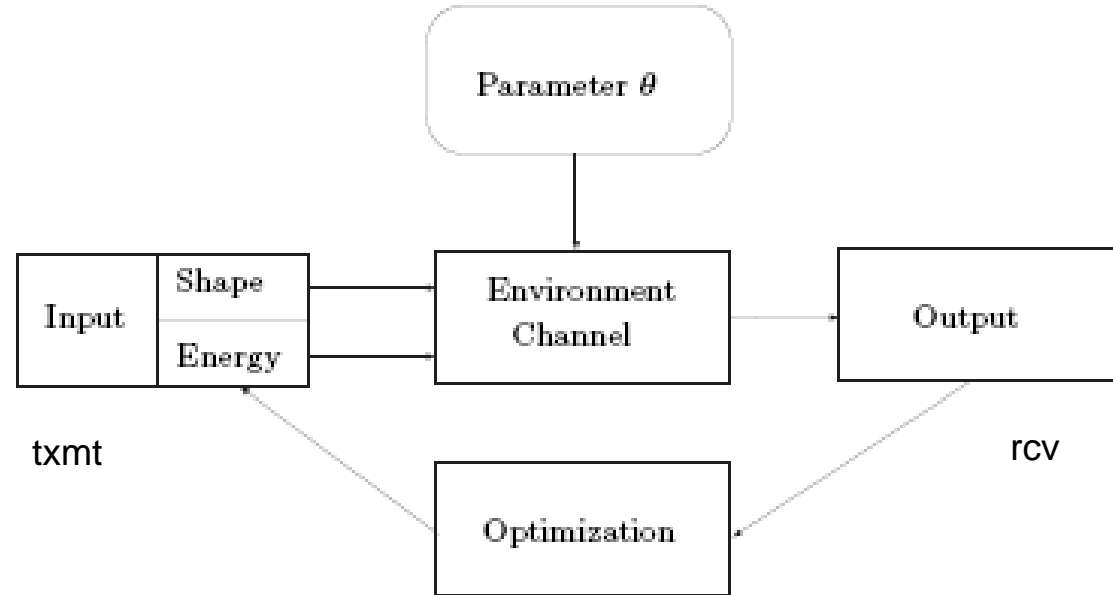 Parameter θ
Input
Shape
Energy
Environment
Channel
Output
txmt
rcv
Optimization